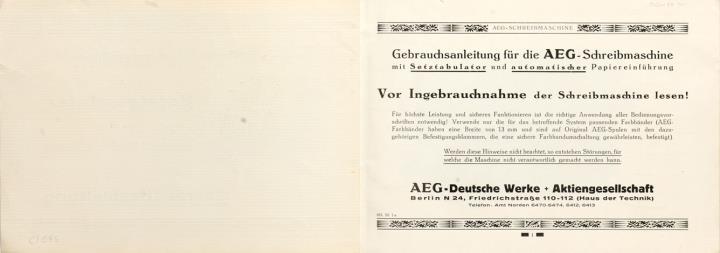 AEG-SCHREIBMASCHINE
Gebrauchsanleitung für die AEG-Schreibmaschine
mit Setztabulator und automatischer Papiereinführung
Vor Ingebrauchnahme der Schreibmaschine lesen!
Für höchste Leistung und sicheres Funktionieren ist die richtige Anwendung aller Bedienungsvor-
schriften notwendig! Verwende nur die für das betreffende System passenden Farbbänder (AEG-
Farbbänder haben eine Breite von 13 mm und sind auf Original AEG-Spulen mit den dazu-
gehörigen Befestigungsklammern, die eine sichere Farbbandumschaltung gewährleisten, befestigt).
Werden diese Hinweise nicht beachtet, so entstehen Störungen, für
welche die Maschine nicht verantwortlich gemacht werden kann.
AEG-Deutsche Werke + Aktiengesellschaft
Berlin N 24, Friedrichstraße 110-112 (Haus der Technik)
Telefon: Amt Norden 6470-6474, 6412, 6413
1